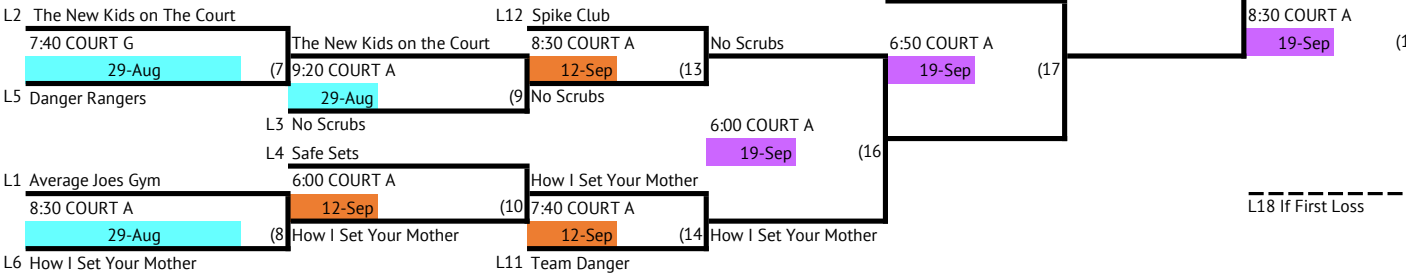 L2 The New Kids on The Court
L12 Spike Club
8:30 COURT A
7:40 COURT G
The New Kids on the Court
8:30 COURT A
No Scrubs
6:50 COURT A
19-Sep
(1
29-Aug
(7
9:20 COURT A
12-Sep
(13
19-Sep
(17
L5 Danger Rangers
29-Aug
(9
No Scrubs
L3 No Scrubs
6:00 COURT A
L4 Safe Sets
19-Sep
(16
L1 Average Joes Gym
6:00 COURT A
How I Set Your Mother
8:30 COURT A
12-Sep
(10
7:40 COURT A
L18 If First Loss
29-Aug
(8
How I Set Your Mother
12-Sep
(14
How I Set Your Mother
L6 How I Set Your Mother
L11 Team Danger